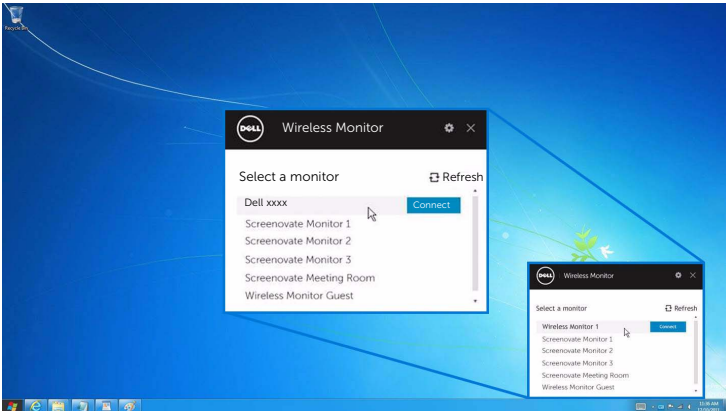 Recycle Bin
DELL
Wireless Monitor
Select a monitor
Refresh
Dell xxxx
Connect
Screenovate Monitor 1
Screenovate Monitor 2
Screenovate Monitor 3
Screenovate Meeting Room
Wireless Monitor Guest
DELL
Wireless Monitor
Select a monitor
Refresh
Wireless Monitor 1
Connect
Screenovate Monitor 1
Screenovate Monitor 2
Screenovate Monitor 3
Screenovate Meeting Room
Wireless Monitor Guest